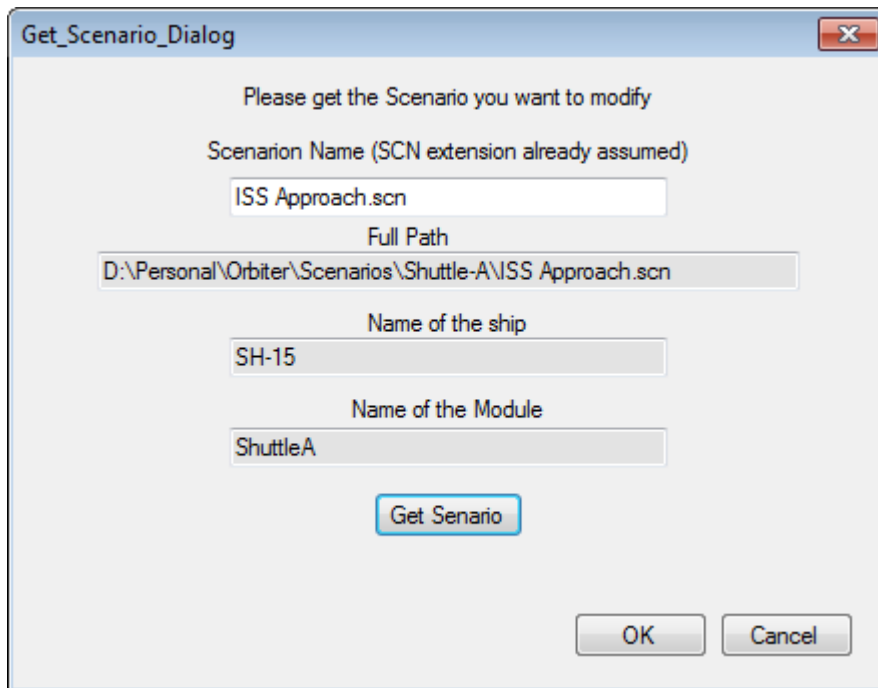 Get_Scenario_Dialog
Please get the Scenario you want to modify
Scenarion Name (SCN extension already assumed)
ISS Approach.scn
Full Path
D:\Personal\Orbiter\Scenarios\Shuttle-A\ISS Approach.scn
Name of the ship
SH-15
Name of the Module
ShuttleA
Get Senario
OK Cancel